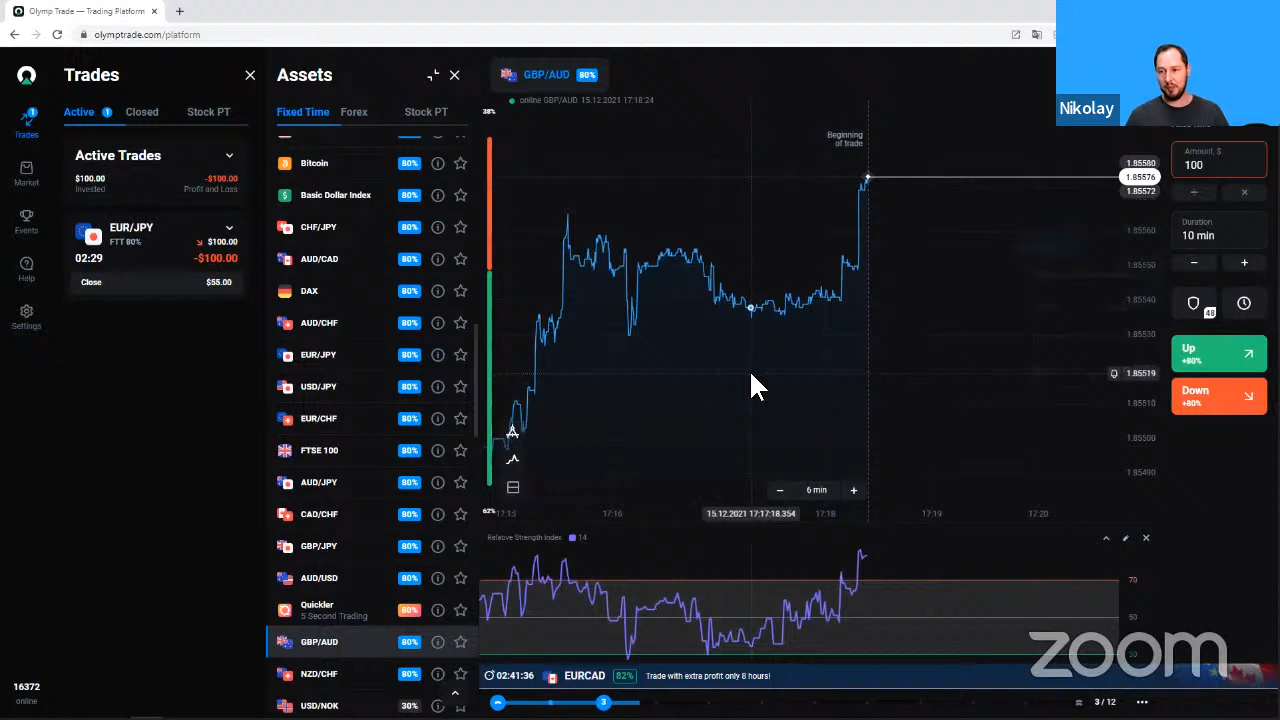 Olymp Trade — Trading Platform
olymptrade.com/platform
Nikolay
Trades
Active 1
Closed
Stock PT
Active Trades
$100.00
-$100.00
Invested
Profit and Loss
EUR/JPY
FTT 80%
$100.00
02:29
-$100.00
Close
$55.00
1
Trades
Market
Events
Help
Settings
16372
online
Assets
Fixed Time
Forex
Stock PT
Bitcoin 80%
Basic Dollar Index 80%
CHF/JPY 80%
AUD/CAD 80%
DAX 80%
AUD/CHF 80%
EUR/JPY 80%
USD/JPY 80%
EUR/CHF 80%
FTSE 100 80%
AUD/JPY 80%
CAD/CHF 80%
GBP/JPY 80%
AUD/USD 80%
Quickler 80%
5 Second Trading
GBP/AUD 80%
NZD/CHF 80%
USD/NOK 30%
GBP/AUD 80%
online GBP/AUD 15.12.2021 17:18:24
38%
62%
Beginning
of trade
1.85580
1.85576
1.85572
1.85560
1.85550
1.85540
1.85530
1.85519
1.85510
1.85500
1.85490
6 min
17:15
17:16
15.12.2021 17:17:18.354
17:18
17:19
17:20
Relative Strength Index 14
70
50
30
02:41:36
EURCAD
82%
Trade with extra profit only 8 hours!
3
3 / 12
Amount, $
100
Duration
10 min
48
Up
+80%
Down
+80%
zoom